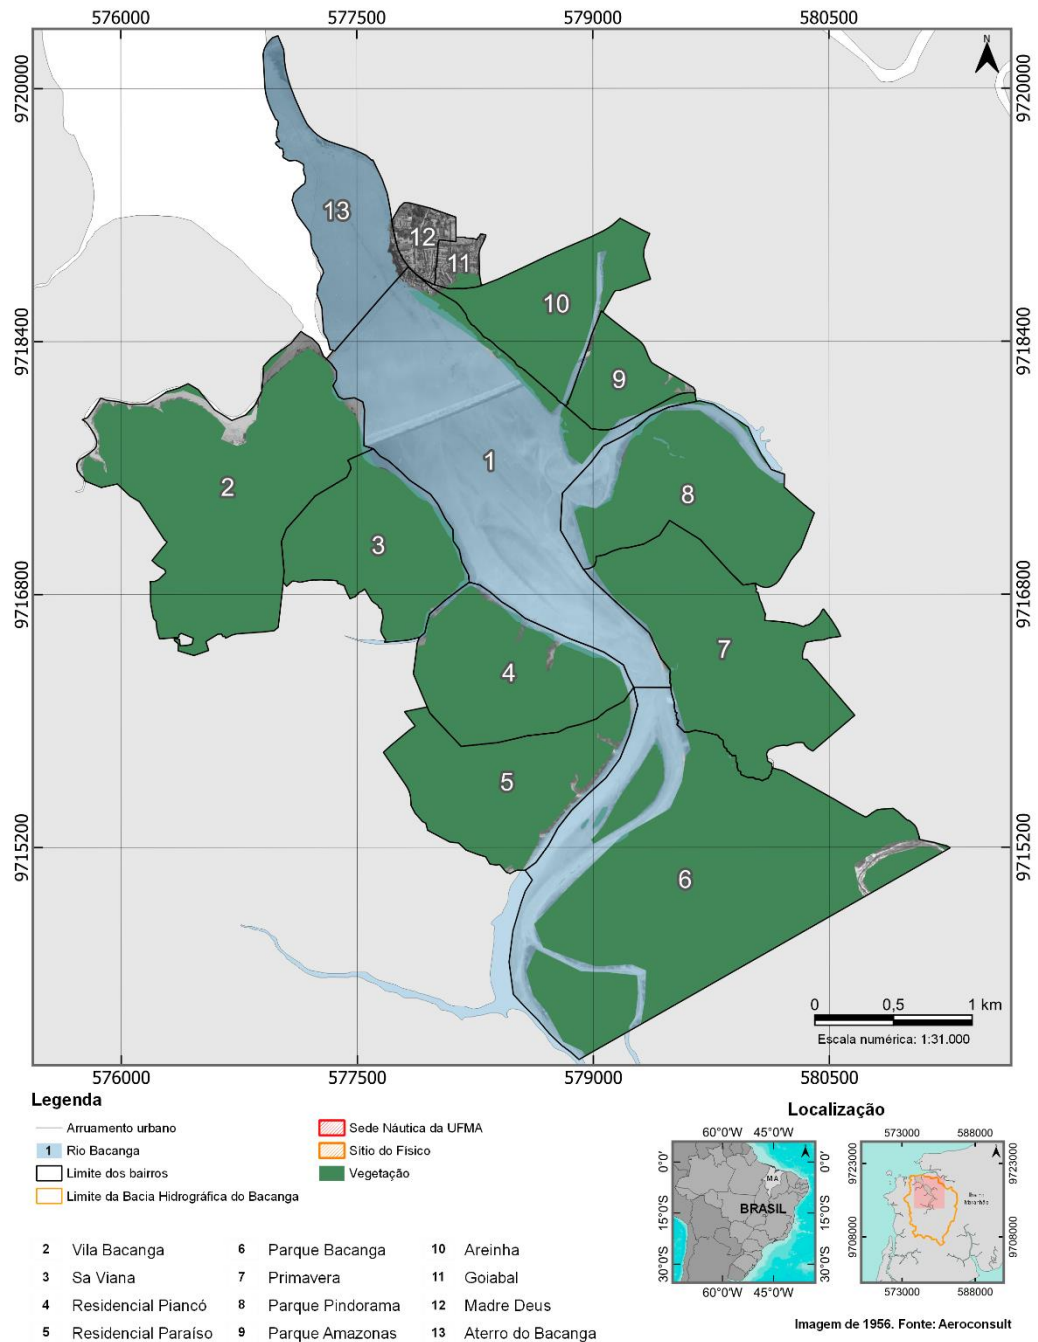 576000 577500 579000 580500
N
9720000 9720000
13
12
11
10
9718400 9718400
9
1
2
8
3
9716800 9716800
7
4
5
9715200 9715200
6
0 0,5 1 km
Escala numérica: 1:31.000
576000 577500 579000 580500
Legenda
Arruamento urbano
1 Rio Bacanga
Limite dos bairros
Limite da Bacia Hidrográfica do Bacanga
Sede Náutica da UFMA
Sítio do Físico
Vegetação
2 Vila Bacanga
3 Sa Viana
4 Residencial Piancó
5 Residencial Paraíso
6 Parque Bacanga
7 Primavera
8 Parque Pindorama
9 Parque Amazonas
10 Areinha
11 Goiabal
12 Madre Deus
13 Aterro do Bacanga
Localização
60°0'W 45°0'W
0°0'
MA
BRASIL
15°0'S
30°0'S
60°0'W 45°0'W
573000 588000
9723000 9723000
9708000 9708000
573000 588000
Imagem de 1956. Fonte: Aeroconsult